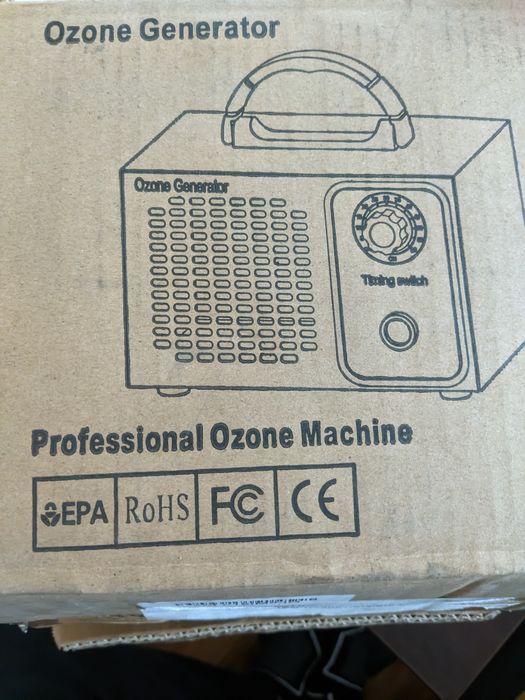 Ozone Generator
Ozone Generator
Timing switch
Professional Ozone Machine
EPA RoHS FC CE